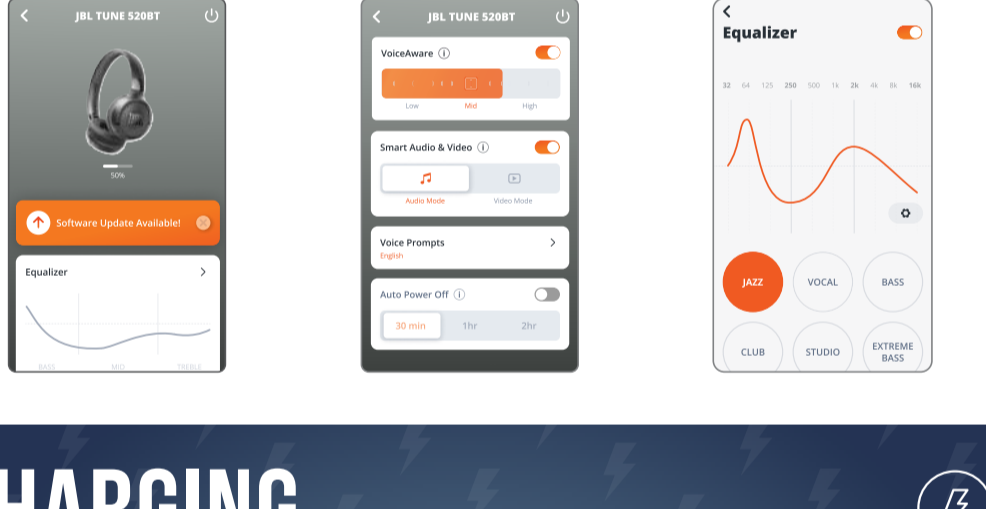 JBL TUNE 520BT
JBL
50%
Software Update Available!
Equalizer
BASS MID TREBLE
JBL TUNE 520BT
VoiceAware
Low Mid High
Smart Audio & Video
Audio Mode Video Mode
Voice Prompts
English
Auto Power Off
30 min 1hr 2hr
Equalizer
32 64 125 250 500 1k 2k 4k 8k 16k
JAZZ VOCAL BASS
CLUB STUDIO EXTREME
BASS
HARGING